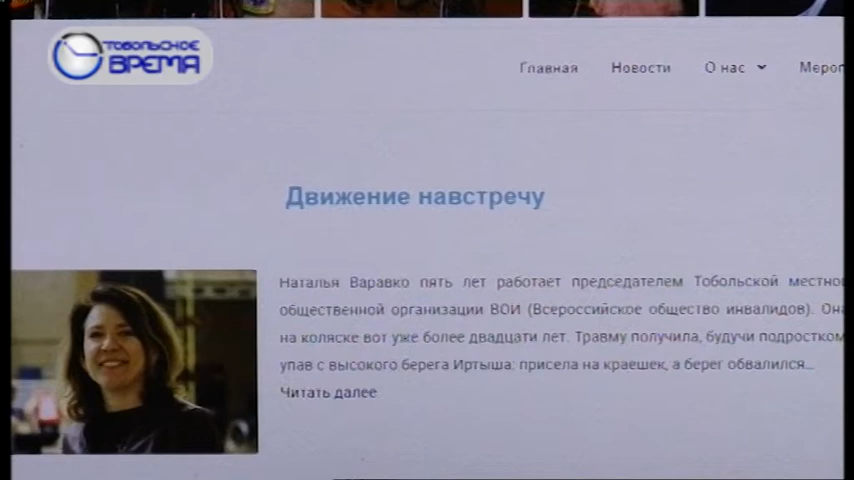 ТОБОЛЬСКОЕ
ВРЕМЯ
Главная Новости О нас Мероп
Движение навстречу
Наталья Варавко пять лет работает председателем Тобольской местно
общественной организации ВОИ (Всероссийское общество инвалидов). Она
на коляске вот уже более двадцати лет. Травму получила, будучи подростком
упав с высокого берега Иртыша: присела на краешек, а берег обвалился...
Читать далее